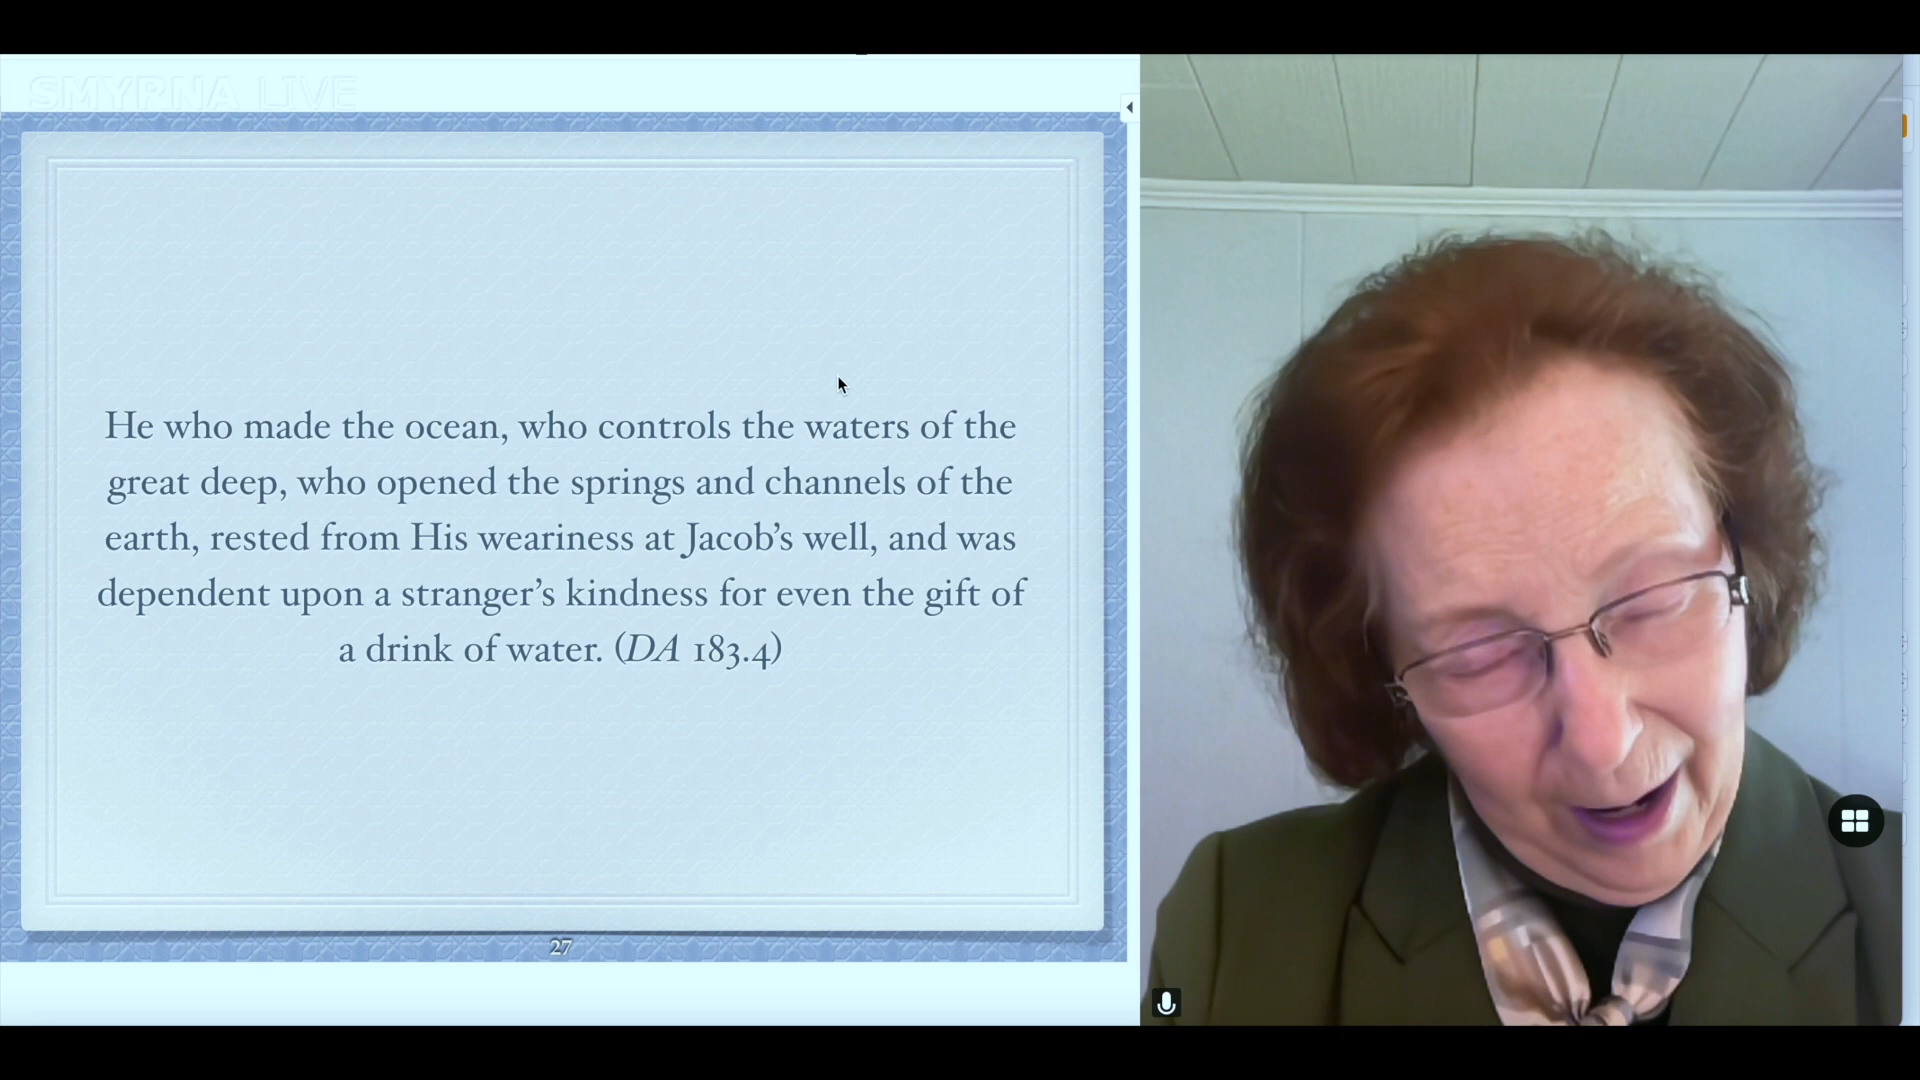 SMYRNA LIVE
He who made the ocean, who controls the waters of the
great deep, who opened the springs and channels of the
earth, rested from His weariness at Jacob’s well, and was
dependent upon a stranger’s kindness for even the gift of
a drink of water. (DA 183.4)
27